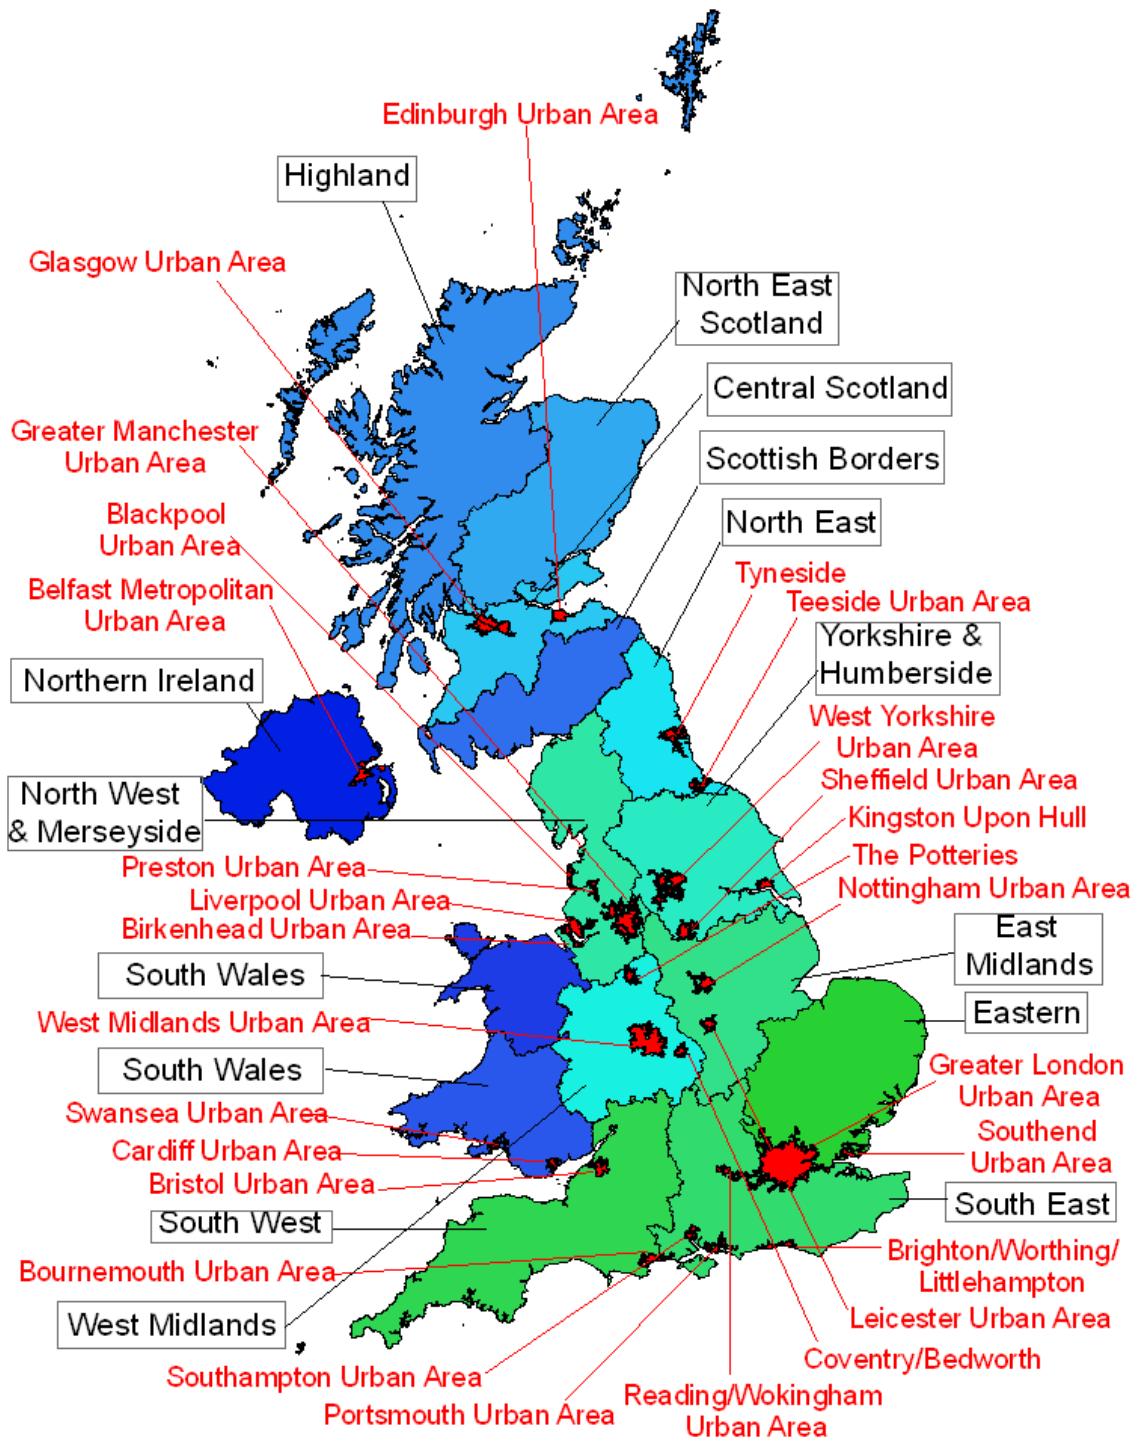 Edinburgh Urban Area
Highland
Glasgow Urban Area
North East
Scotland
Central Scotland
Greater Manchester
Urban Area
Scottish Borders
Blackpool
Urban Area
North East
Belfast Metropolitan
Urban Area
Tyneside
Teeside Urban Area
Yorkshire &
Humberside
Northern Ireland
West Yorkshire
Urban Area
North West
& Merseyside
Sheffield Urban Area
Kingston Upon Hull
The Potteries
Preston Urban Area
Nottingham Urban Area
Liverpool Urban Area
Birkenhead Urban Area
East
Midlands
South Wales
Eastern
West Midlands Urban Area
South Wales
Greater London
Urban Area
Swansea Urban Area
Southend
Urban Area
Cardiff Urban Area
Bristol Urban Area
South East
South West
Brighton/Worthing/
Littlehampton
Bournemouth Urban Area
West Midlands
Leicester Urban Area
Coventry/Bedworth
Southampton Urban Area
Reading/Wokingham
Urban Area
Portsmouth Urban Area